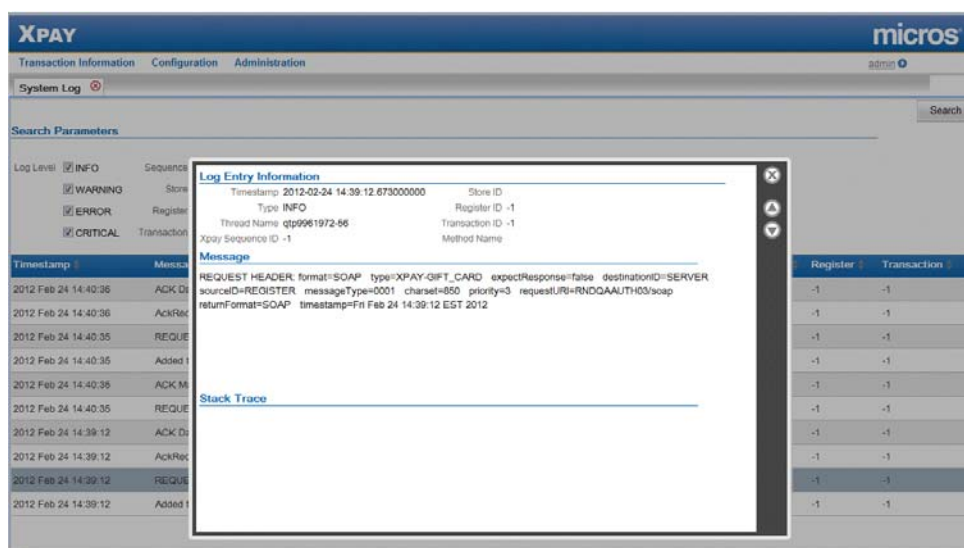 XPAY
micros
Transaction Information Configuration Administration
admin
System Log
Search
Search Parameters
Log Level INFO Sequence
WARNING Store
ERROR Register
CRITICAL Transaction
Log Entry Information
Timestamp 2012-02-24 14:39:12.673000000 Store ID
Type INFO Register ID -1
Thread Name qtp9961972-56 Transaction ID -1
Xpay Sequence ID -1 Method Name
Message
REQUEST HEADER: format=SOAP type=XPAY-GIFT_CARD expectResponse=false destinationID=SERVER
sourceID=REGISTER messageType=0001 charset=850 priority=3 requestURI=RNDQAAUTH03/soap
returnFormat=SOAP timestamp=Fri Feb 24 14:39:12 EST 2012
Stack Trace
Timestamp Messa Register Transaction
2012 Feb 24 14:40:36 ACK Da -1 -1
2012 Feb 24 14:40:36 AckRec -1 -1
2012 Feb 24 14:40:35 REQUE -1 -1
2012 Feb 24 14:40:35 Added t -1 -1
2012 Feb 24 14:40:36 ACK M -1 -1
2012 Feb 24 14:40:35 REQUE -1 -1
2012 Feb 24 14:39:12 ACK Da -1 -1
2012 Feb 24 14:39:12 AckRec -1 -1
2012 Feb 24 14:39:12 REQUE -1 -1
2012 Feb 24 14:39:12 Added t -1 -1